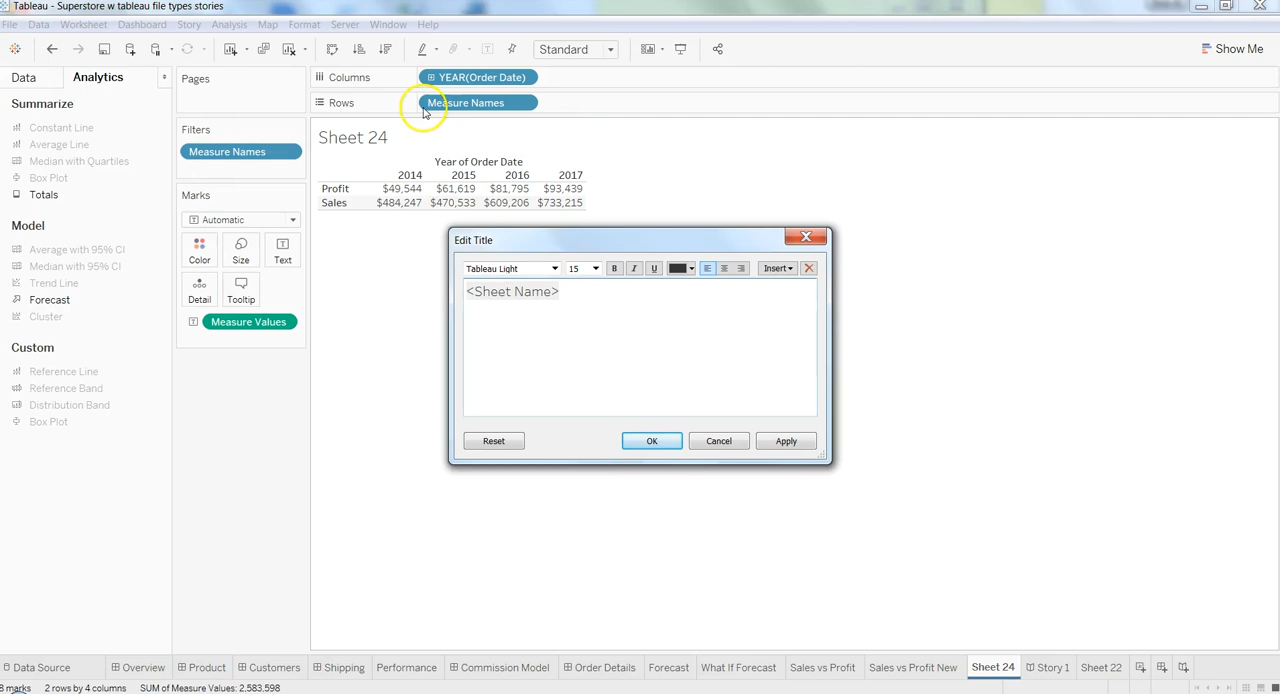 Tableau - Superstore w tableau file types stories
File Data Worksheet Dashboard Story Analysis Map Format Server Window Help
Standard
Show Me
Data Analytics
Pages
Columns YEAR(Order Date)
Rows Measure Names
Summarize
Constant Line
Average Line
Median with Quartiles
Box Plot
Totals
Model
Average with 95% CI
Median with 95% CI
Trend Line
Forecast
Cluster
Custom
Reference Line
Reference Band
Distribution Band
Box Plot
Filters
Measure Names
Marks
Automatic
Color Size Text
Detail Tooltip
Measure Values
Sheet 24
Year of Order Date
2014 2015 2016 2017
Profit $49,544 $61,619 $81,795 $93,439
Sales $484,247 $470,533 $609,206 $733,215
Edit Title
Tableau Light 15 B I U Insert
<Sheet Name>
Reset OK Cancel Apply
Data Source Overview Product Customers Shipping Performance Commission Model Order Details Forecast What If Forecast Sales vs Profit Sales vs Profit New Sheet 24 Story 1 Sheet 22
8 marks 2 rows by 4 columns SUM of Measure Values: 2,583,598